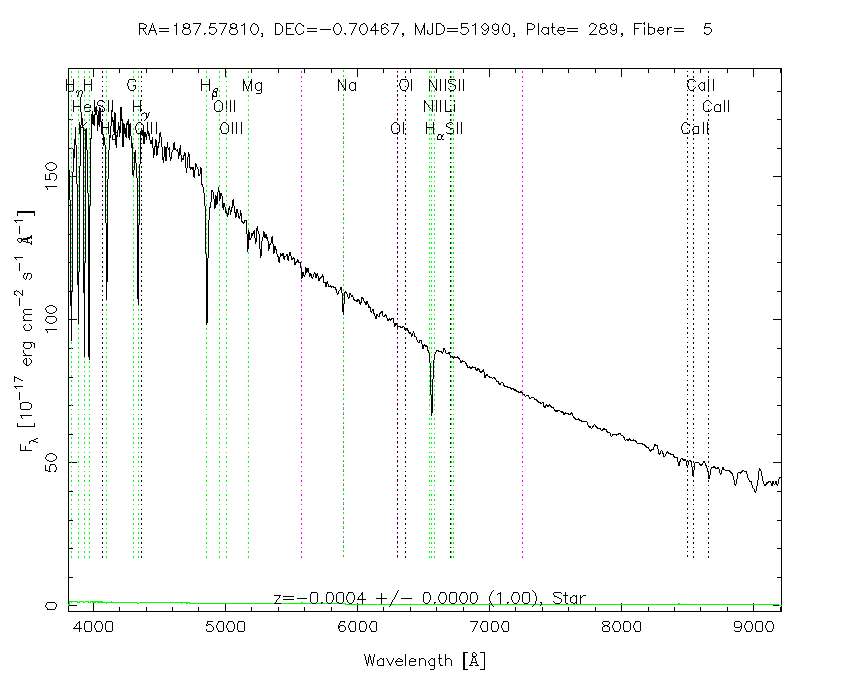 RA=187.57810, DEC=−0.70467, MJD=51990, Plate= 289, Fiber= 5
Hη H G Hβ Mg Na OI NII SII CaII
HeI SII Hγ OIII NII Li CaII
OIII OIII OI Hα SII CaII
Fλ [10−17 erg cm−2 s−1 Å−1]
150
100
50
0
z=−0.0004 +/− 0.0000 (1.00), Star
4000 5000 6000 7000 8000 9000
Wavelength [Å]